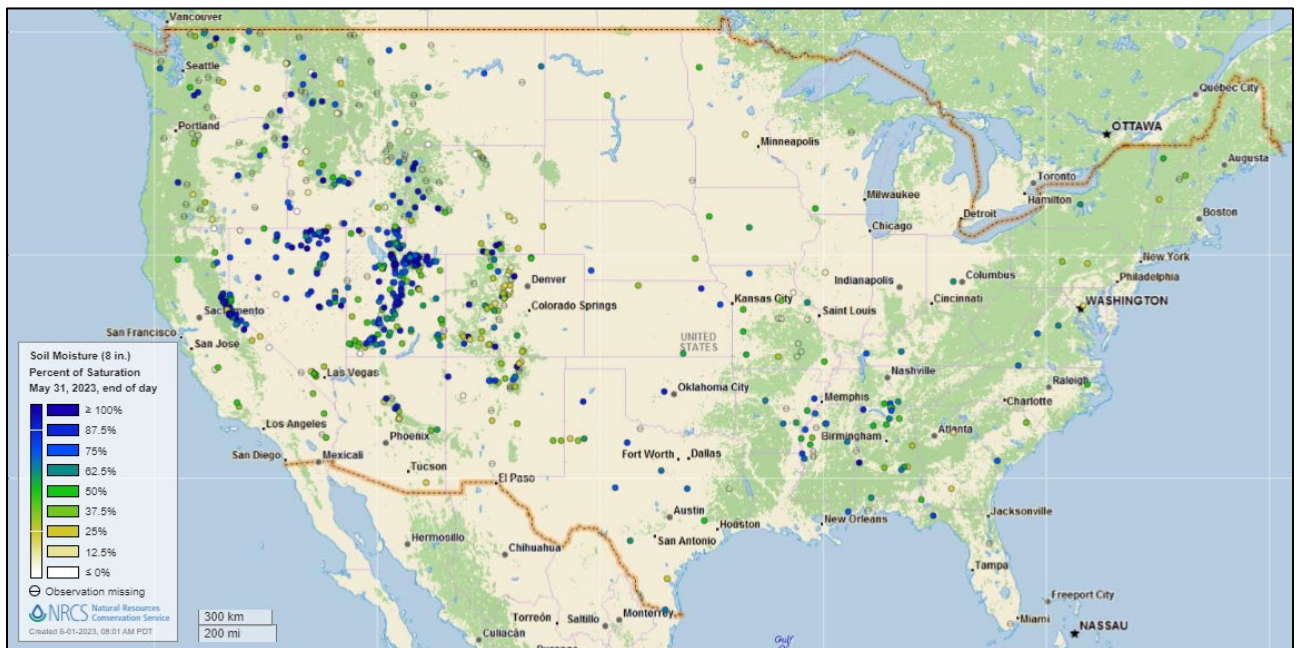 Vancouver
Seattle
Portland
Minneapolis
OTTAWA
Québec City
Augusta
Toronto
Hamilton
Milwaukee
Detroit
Boston
Chicago
New York
Philadelphia
Denver
Indianapolis
Columbus
WASHINGTON
Colorado Springs
Kansas City
Cincinnati
Saint Louis
Sacramento
San Francisco
San Jose
UNITED
STATES
Las Vegas
Nashville
Raleigh
Oklahoma City
Memphis
Charlotte
Los Angeles
Phoenix
Birmingham
Atlanta
San Diego
Mexicali
Tucson
Fort Worth
Dallas
El Paso
Austin
Houston
New Orleans
Jacksonville
San Antonio
Hermosillo
Chihuahua
Tampa
Freeport City
Monterrey
Torreón
Saltillo
Miami
Culiacán
Durango
NASSAU
Gulf
Soil Moisture (8 in.)
Percent of Saturation
May 31, 2023, end of day
≥ 100%
87.5%
75%
62.5%
50%
37.5%
25%
12.5%
≤ 0%
Observation missing
NRCS Natural Resources
Conservation Service
Created 6-01-2023, 08:01 AM PDT
300 km
200 mi